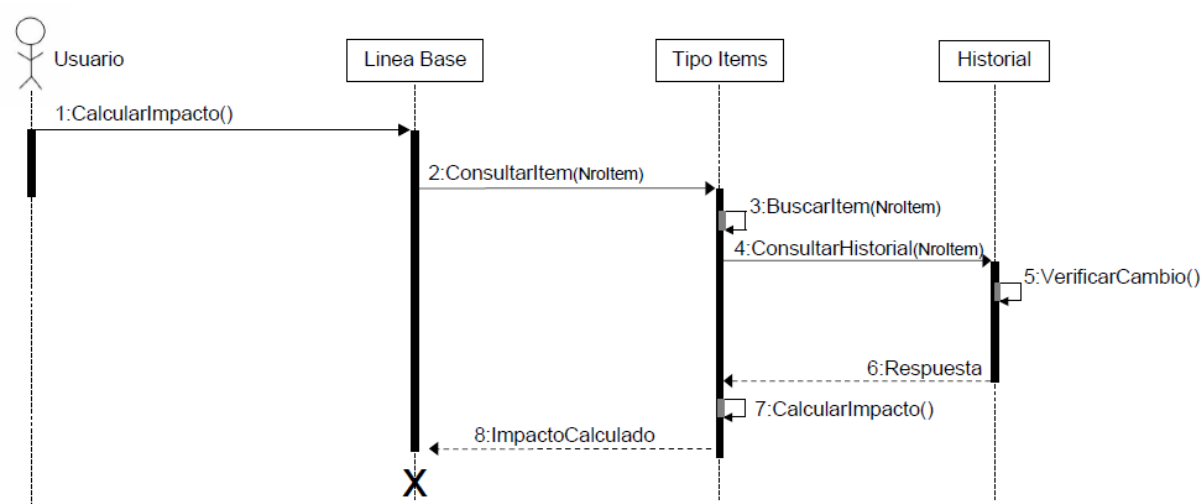 Usuario
Linea Base
Tipo Items
Historial
1:CalcularImpacto()
2:ConsultarItem(NroItem)
3:BuscarItem(NroItem)
4:ConsultarHistorial(NroItem)
5:VerificarCambio()
6:Respuesta
7:CalcularImpacto()
8:ImpactoCalculado
X